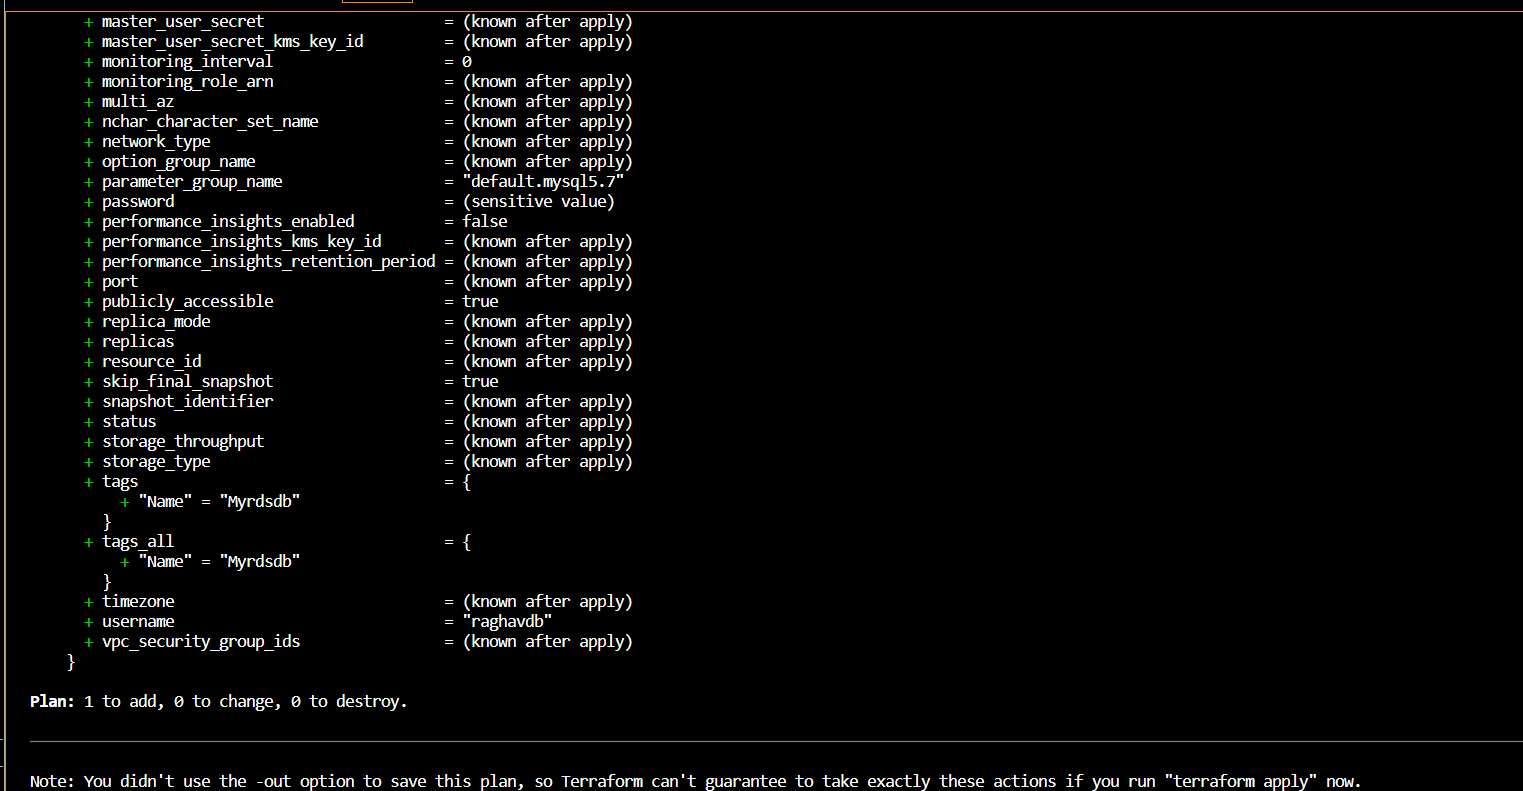 + master_user_secret = (known after apply)
+ master_user_secret_kms_key_id = (known after apply)
+ monitoring_interval = 0
+ monitoring_role_arn = (known after apply)
+ multi_az = (known after apply)
+ nchar_character_set_name = (known after apply)
+ network_type = (known after apply)
+ option_group_name = (known after apply)
+ parameter_group_name = "default.mysql5.7"
+ password = (sensitive value)
+ performance_insights_enabled = false
+ performance_insights_kms_key_id = (known after apply)
+ performance_insights_retention_period = (known after apply)
+ port = (known after apply)
+ publicly_accessible = true
+ replica_mode = (known after apply)
+ replicas = (known after apply)
+ resource_id = (known after apply)
+ skip_final_snapshot = true
+ snapshot_identifier = (known after apply)
+ status = (known after apply)
+ storage_throughput = (known after apply)
+ storage_type = (known after apply)
+ tags = {
+ "Name" = "Myrdsdb"
}
+ tags_all = {
+ "Name" = "Myrdsdb"
}
+ timezone = (known after apply)
+ username = "raghavdb"
+ vpc_security_group_ids = (known after apply)
}
Plan: 1 to add, 0 to change, 0 to destroy.
Note: You didn't use the -out option to save this plan, so Terraform can't guarantee to take exactly these actions if you run "terraform apply" now.